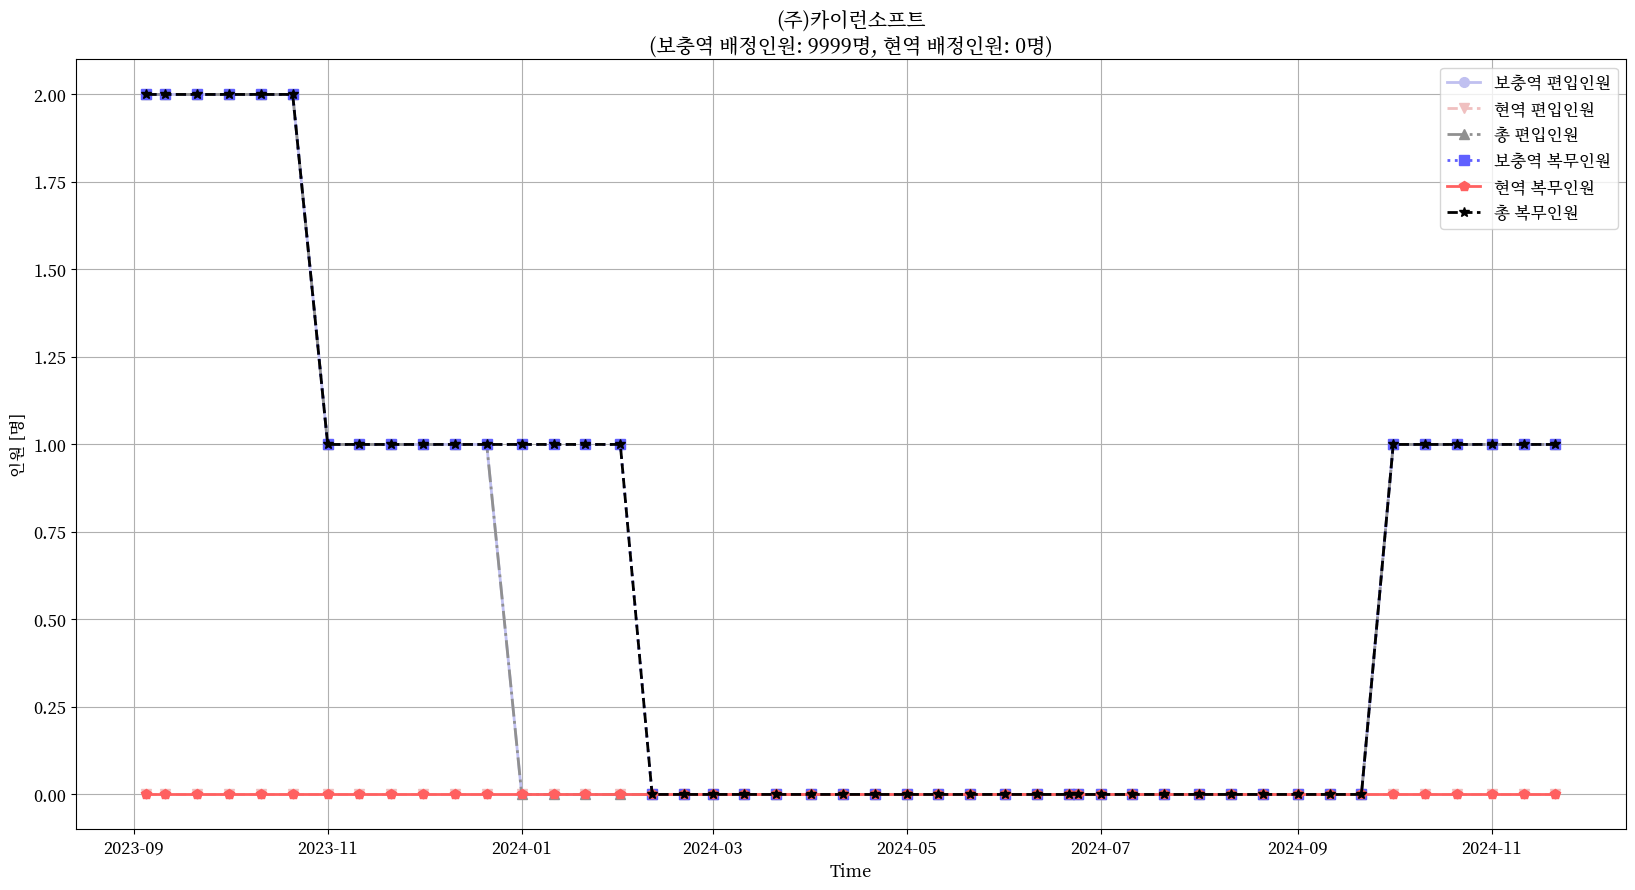 (주)카이런소프트
(보충역 배정인원: 9999명, 현역 배정인원: 0명)
보충역 편입인원
현역 편입인원
총 편입인원
보충역 복무인원
현역 복무인원
총 복무인원
인원 [명]
2.00
1.75
1.50
1.25
1.00
0.75
0.50
0.25
0.00
2023-09 2023-11 2024-01 2024-03 2024-05 2024-07 2024-09 2024-11
Time